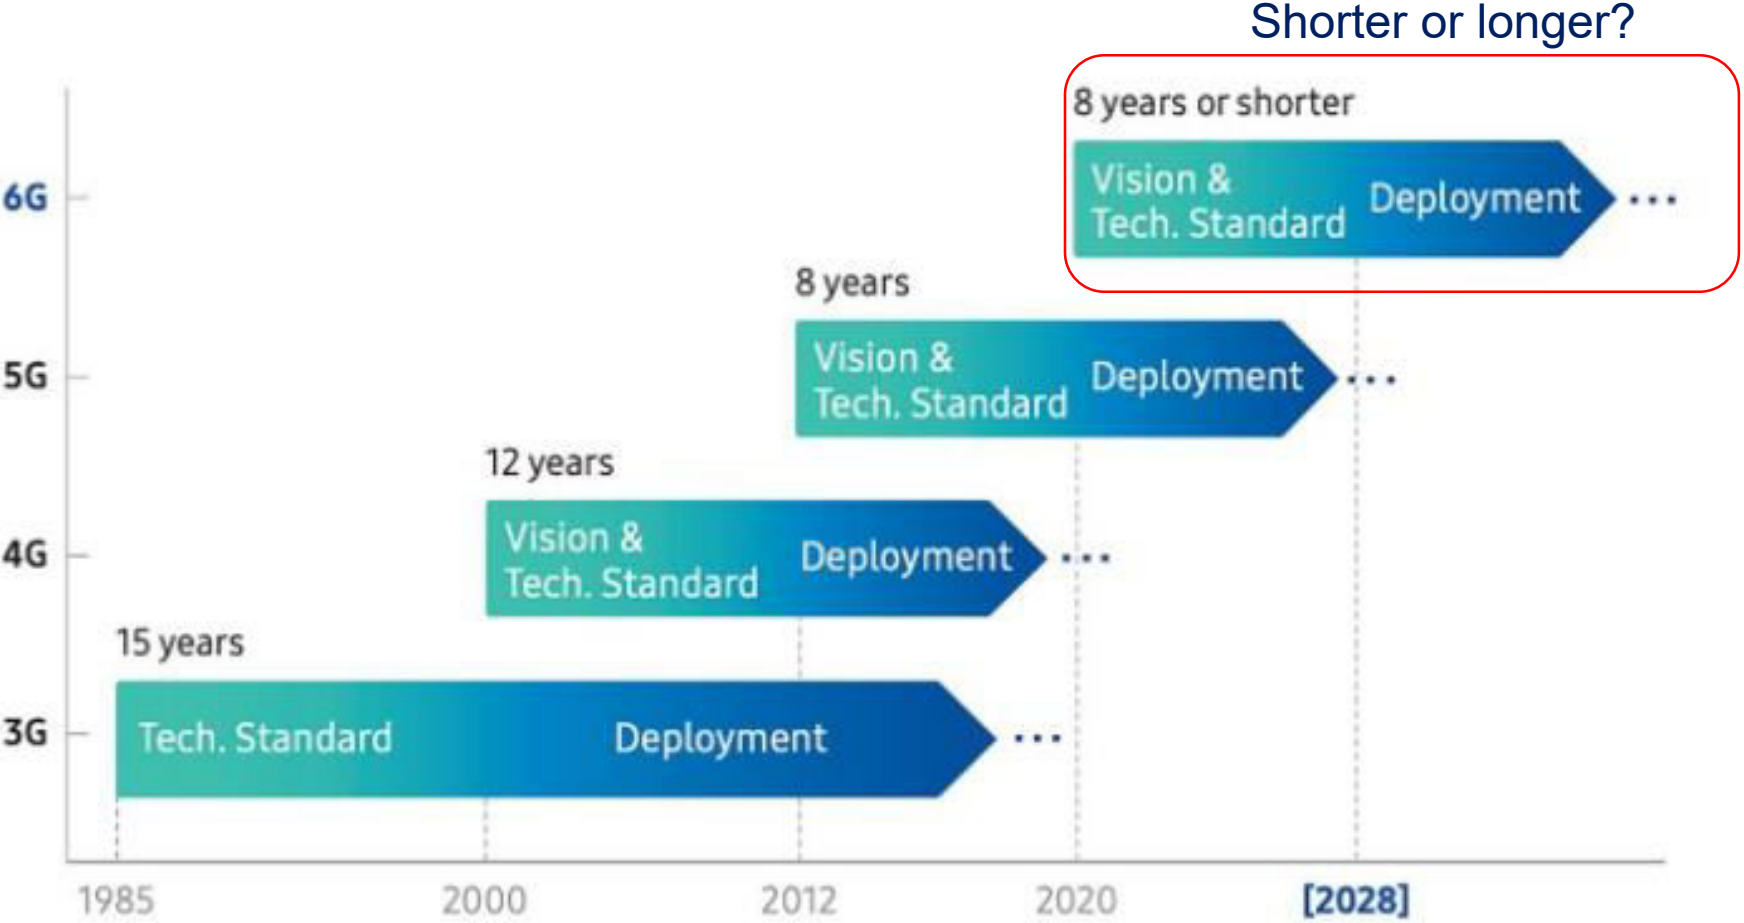 Shorter or longer?
8 years or shorter
6G
Vision &
Tech. Standard
Deployment
8 years
5G
Vision &
Tech. Standard
Deployment
12 years
4G
Vision &
Tech. Standard
Deployment
15 years
3G
Tech. Standard
Deployment
1985
2000
2012
2020
[2028]